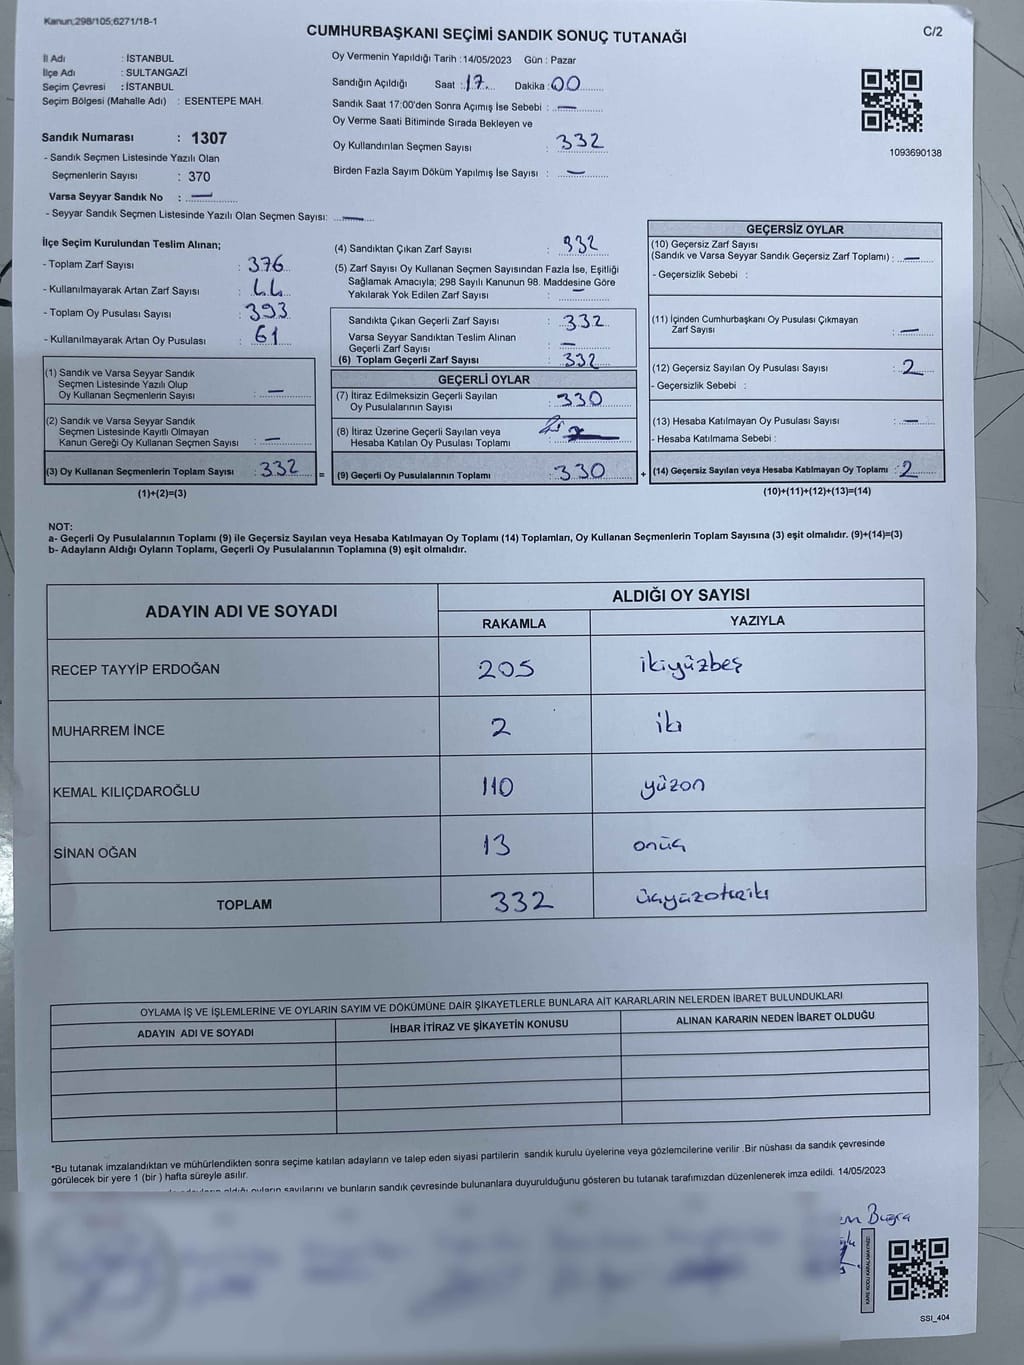 Kanun;298/105;6271/18-1
CUMHURBAŞKANI SEÇİMİ SANDIK SONUÇ TUTANAĞI
C/2
İl Adı : İSTANBUL
İlçe Adı : SULTANGAZİ
Seçim Çevresi : İSTANBUL
Seçim Bölgesi (Mahalle Adı) : ESENTEPE MAH.
Oy Vermenin Yapıldığı Tarih :14/05/2023 Gün : Pazar
Sandığın Açıldığı Saat :17 Dakika :00
Sandık Saat 17:00'den Sonra Açımış İse Sebebi : —
Oy Verme Saati Bitiminde Sırada Bekleyen ve
Oy Kullandırılan Seçmen Sayısı : 332
Birden Fazla Sayım Döküm Yapılmış İse Sayısı : —
1093690138
Sandık Numarası : 1307
- Sandık Seçmen Listesinde Yazılı Olan
Seçmenlerin Sayısı : 370
Varsa Seyyar Sandık No : —
- Seyyar Sandık Seçmen Listesinde Yazılı Olan Seçmen Sayısı: —
İlçe Seçim Kurulundan Teslim Alınan;
- Toplam Zarf Sayısı : 376
- Kullanılmayarak Artan Zarf Sayısı : 44
- Toplam Oy Pusulası Sayısı : 393
- Kullanılmayarak Artan Oy Pusulası : 61
(1) Sandık ve Varsa Seyyar Sandık
Seçmen Listesinde Yazılı Olup
Oy Kullanan Seçmenlerin Sayısı : —
(2) Sandık ve Varsa Seyyar Sandık
Seçmen Listesinde Kayıtlı Olmayan
Kanun Gereği Oy Kullanan Seçmen Sayısı : —
(3) Oy Kullanan Seçmenlerin Toplam Sayısı : 332 =
(1)+(2)=(3)
(4) Sandıktan Çıkan Zarf Sayısı : 332
(5) Zarf Sayısı Oy Kullanan Seçmen Sayısından Fazla İse, Eşitliği
Sağlamak Amacıyla; 298 Sayılı Kanunun 98. Maddesine Göre
Yakılarak Yok Edilen Zarf Sayısı : —
Sandıkta Çıkan Geçerli Zarf Sayısı : 332
Varsa Seyyar Sandıktan Teslim Alınan
Geçerli Zarf Sayısı : —
(6) Toplam Geçerli Zarf Sayısı : 332
GEÇERLİ OYLAR
(7) İtiraz Edilmeksizin Geçerli Sayılan
Oy Pusulalarının Sayısı : 330
(8) İtiraz Üzerine Geçerli Sayılan veya
Hesaba Katılan Oy Pusulası Toplamı :
(9) Geçerli Oy Pusulalarının Toplamı : 330 +
GEÇERSİZ OYLAR
(10) Geçersiz Zarf Sayısı
(Sandık ve Varsa Seyyar Sandık Geçersiz Zarf Toplamı) : —
- Geçersizlik Sebebi :
(11) İçinden Cumhurbaşkanı Oy Pusulası Çıkmayan
Zarf Sayısı : —
(12) Geçersiz Sayılan Oy Pusulası Sayısı : 2
- Geçersizlik Sebebi :
(13) Hesaba Katılmayan Oy Pusulası Sayısı : —
- Hesaba Katılmama Sebebi :
(14) Geçersiz Sayılan veya Hesaba Katılmayan Oy Toplamı : 2
(10)+(11)+(12)+(13)=(14)
NOT:
a- Geçerli Oy Pusulalarının Toplamı (9) ile Geçersiz Sayılan veya Hesaba Katılmayan Oy Toplamı (14) Toplamları, Oy Kullanan Seçmenlerin Toplam Sayısına (3) eşit olmalıdır. (9)+(14)=(3)
b- Adayların Aldığı Oyların Toplamı, Geçerli Oy Pusulalarının Toplamına (9) eşit olmalıdır.
ADAYIN ADI VE SOYADI
ALDIĞI OY SAYISI
RAKAMLA YAZIYLA
RECEP TAYYİP ERDOĞAN 205 ikiyüzbeş
MUHARREM İNCE 2 iki
KEMAL KILIÇDAROĞLU 110 yüzon
SİNAN OĞAN 13 onüç
TOPLAM 332 üçyüzotuziki
OYLAMA İŞ VE İŞLEMLERİNE VE OYLARIN SAYIM VE DÖKÜMÜNE DAİR ŞİKAYETLERLE BUNLARA AİT KARARLARIN NELERDEN İBARET BULUNDUKLARI
ADAYIN ADI VE SOYADI İHBAR İTİRAZ VE ŞİKAYETİN KONUSU ALINAN KARARIN NEDEN İBARET OLDUĞU
*Bu tutanak imzalandıktan ve mühürlendikten sonra seçime katılan adayların ve talep eden siyasi partilerin sandık kurulu üyelerine veya gözlemcilerine verilir .Bir nüshası da sandık çevresinde
görülecek bir yere 1 (bir ) hafta süreyle asılır.
aldığı oyların sayılarını ve bunların sandık çevresinde bulunanlara duyurulduğunu gösteren bu tutanak tarafımızdan düzenlenerek imza edildi. 14/05/2023
Buğra
KARE KODU KARALAMAYINIZ!
SSI_404